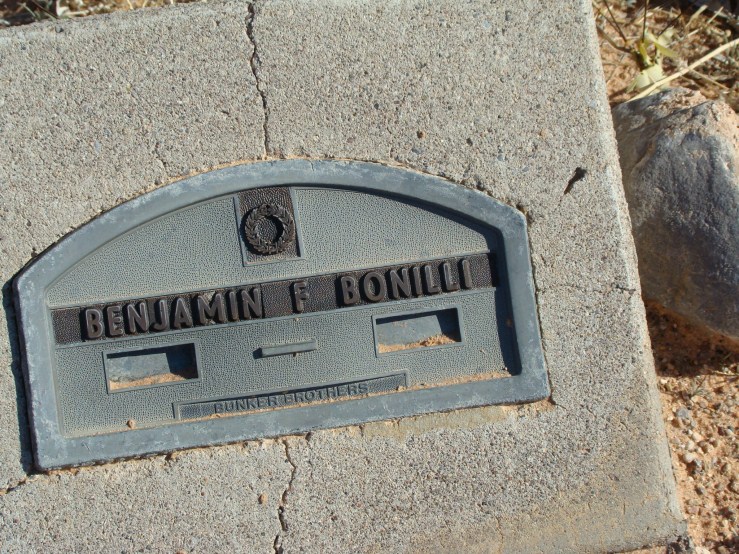 BENJAMIN F BONILLI
BUNKER BROTHERS